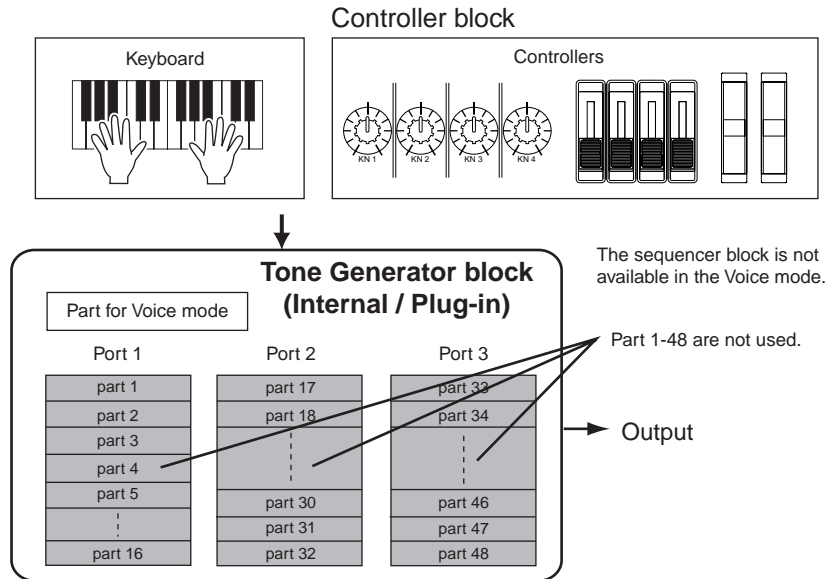 Controller block
Keyboard
Controllers
KN 1
KN 2
KN 3
KN 4
Tone Generator block
(Internal / Plug-in)
The sequencer block is not
available in the Voice mode.
Part for Voice mode
Part 1-48 are not used.
Port 1
part 1
part 2
part 3
part 4
part 5
part 16
Port 2
part 17
part 18
part 30
part 31
part 32
Port 3
part 33
part 34
part 46
part 47
part 48
Output